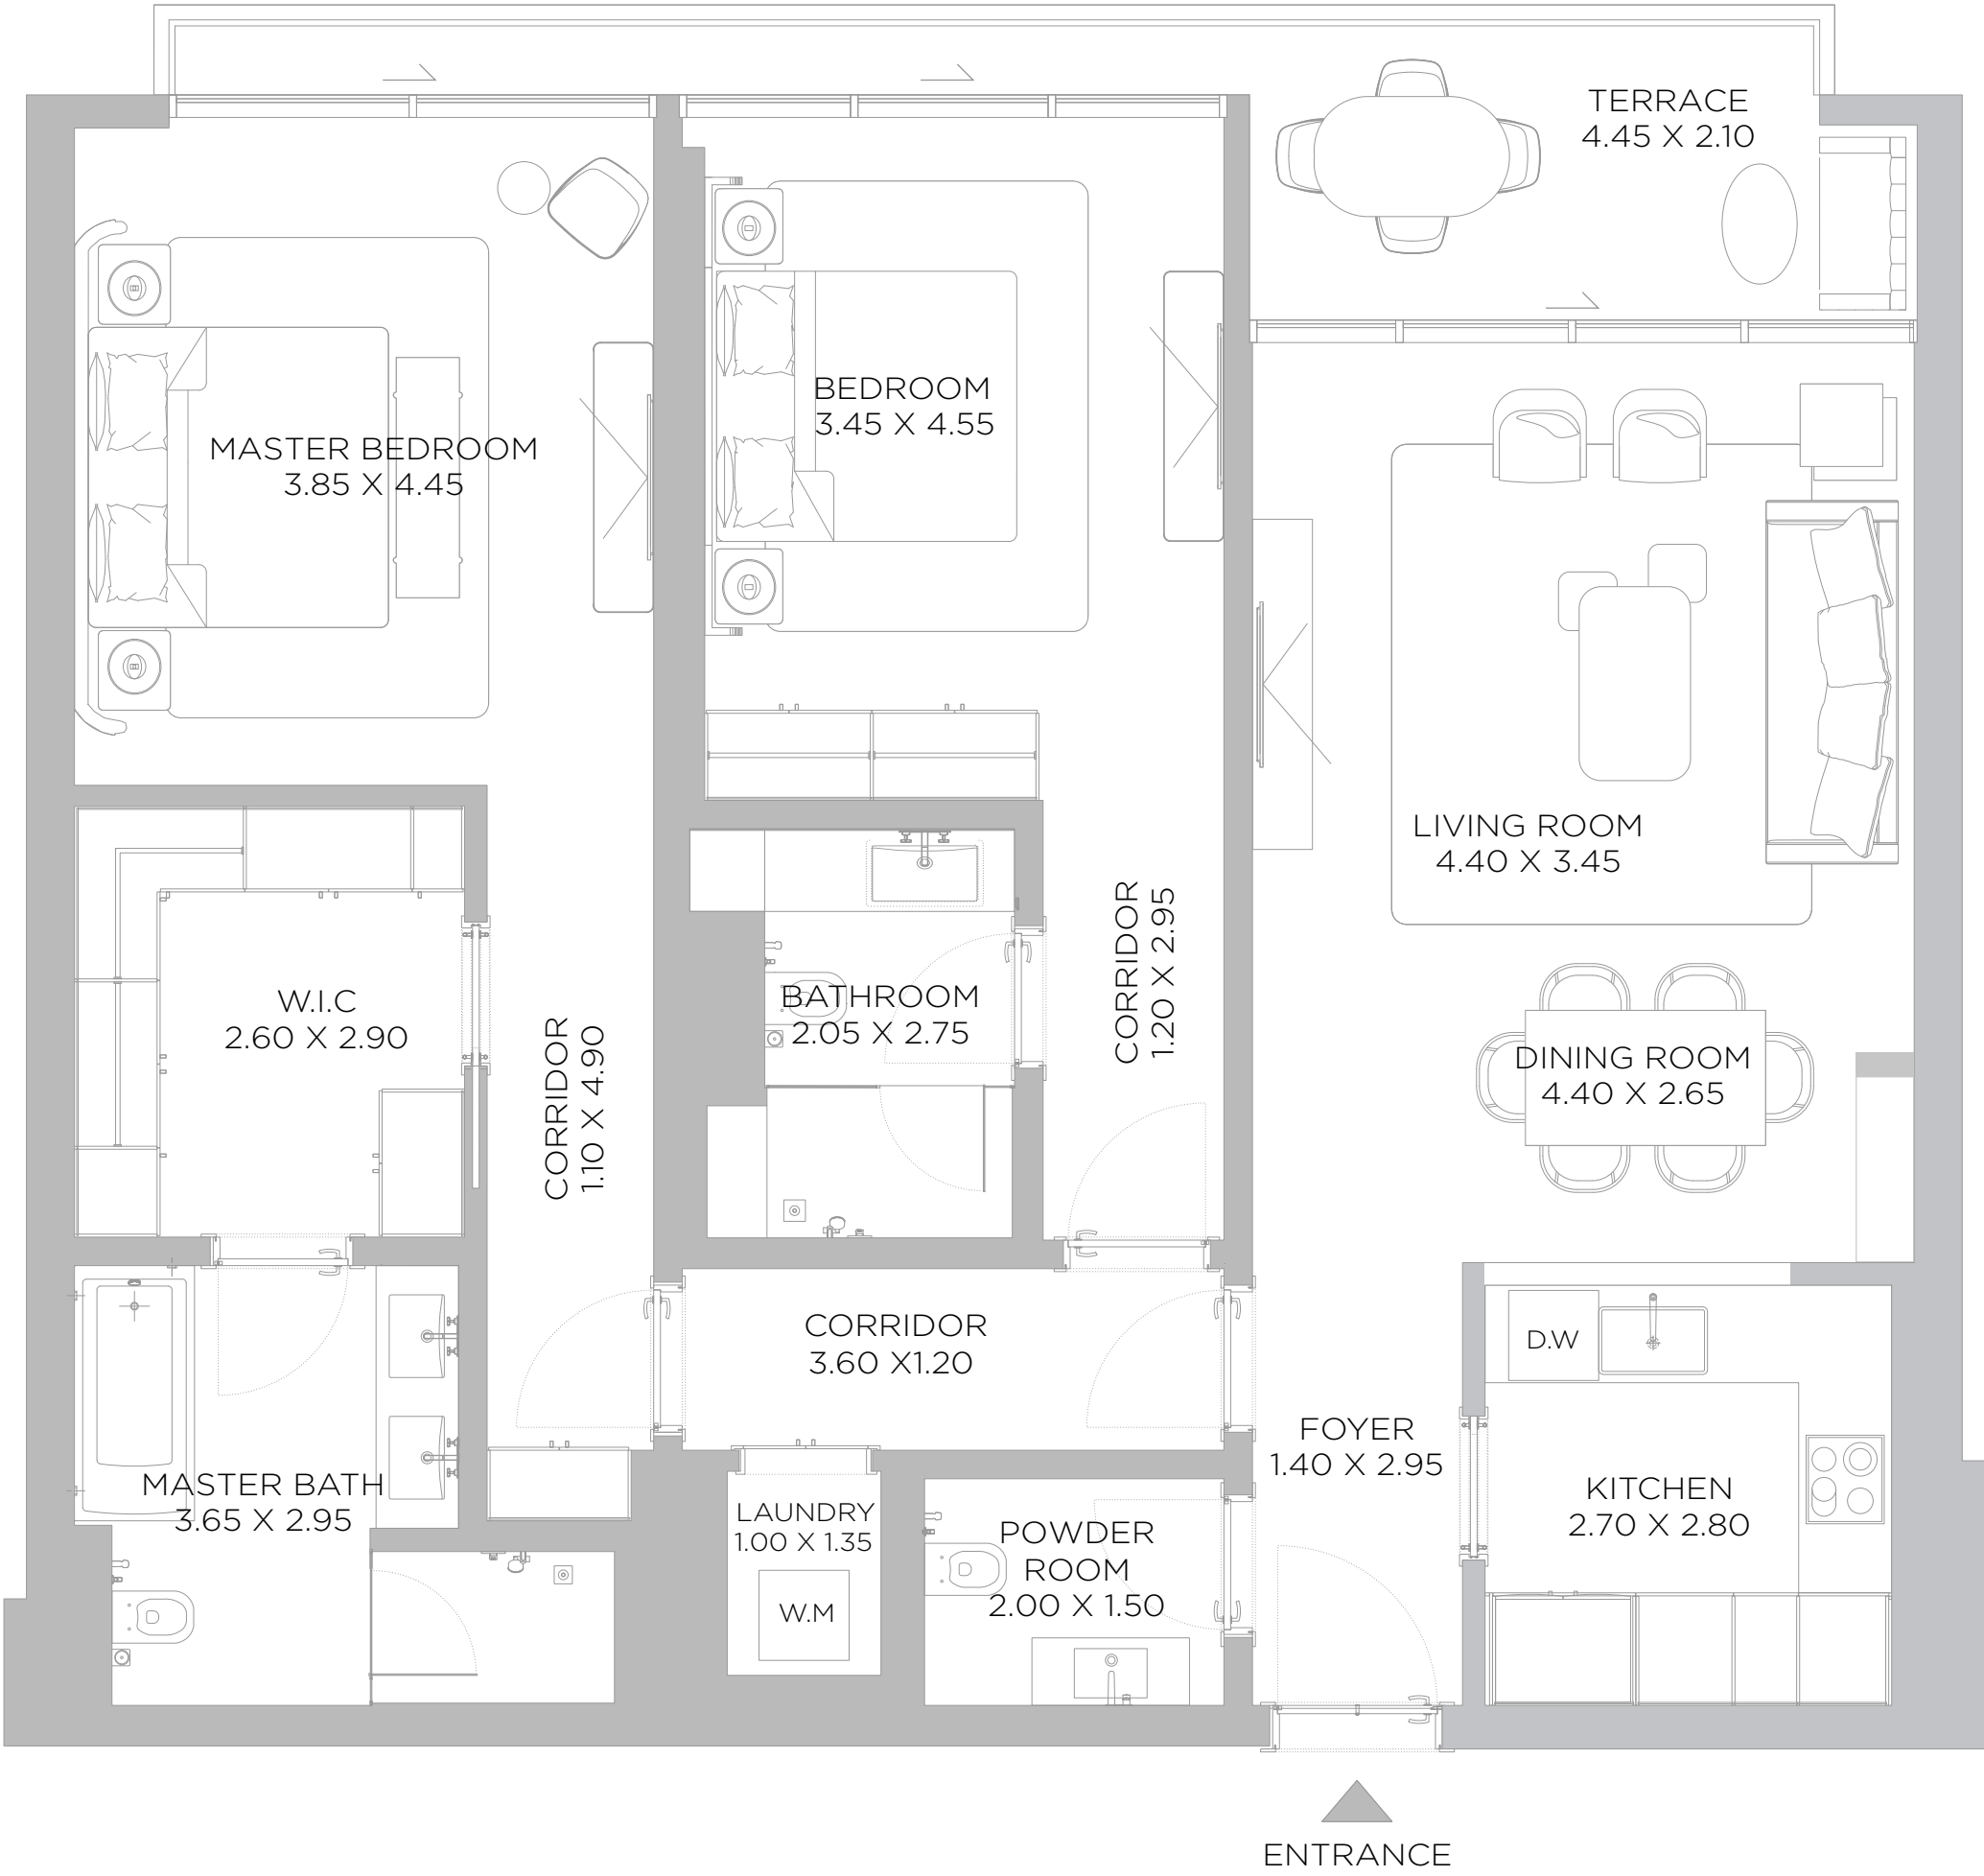 TERRACE
4.45 X 2.10
BEDROOM
3.45 X 4.55
MASTER BEDROOM
3.85 X 4.45
LIVING ROOM
4.40 X 3.45
W.I.C
2.60 X 2.90
CORRIDOR
1.10 X 4.90
BATHROOM
2.05 X 2.75
CORRIDOR
1.20 X 2.95
DINING ROOM
4.40 X 2.65
CORRIDOR
3.60 X1.20
D.W
FOYER
1.40 X 2.95
MASTER BATH
3.65 X 2.95
LAUNDRY
1.00 X 1.35
W.M
POWDER
ROOM
2.00 X 1.50
KITCHEN
2.70 X 2.80
ENTRANCE